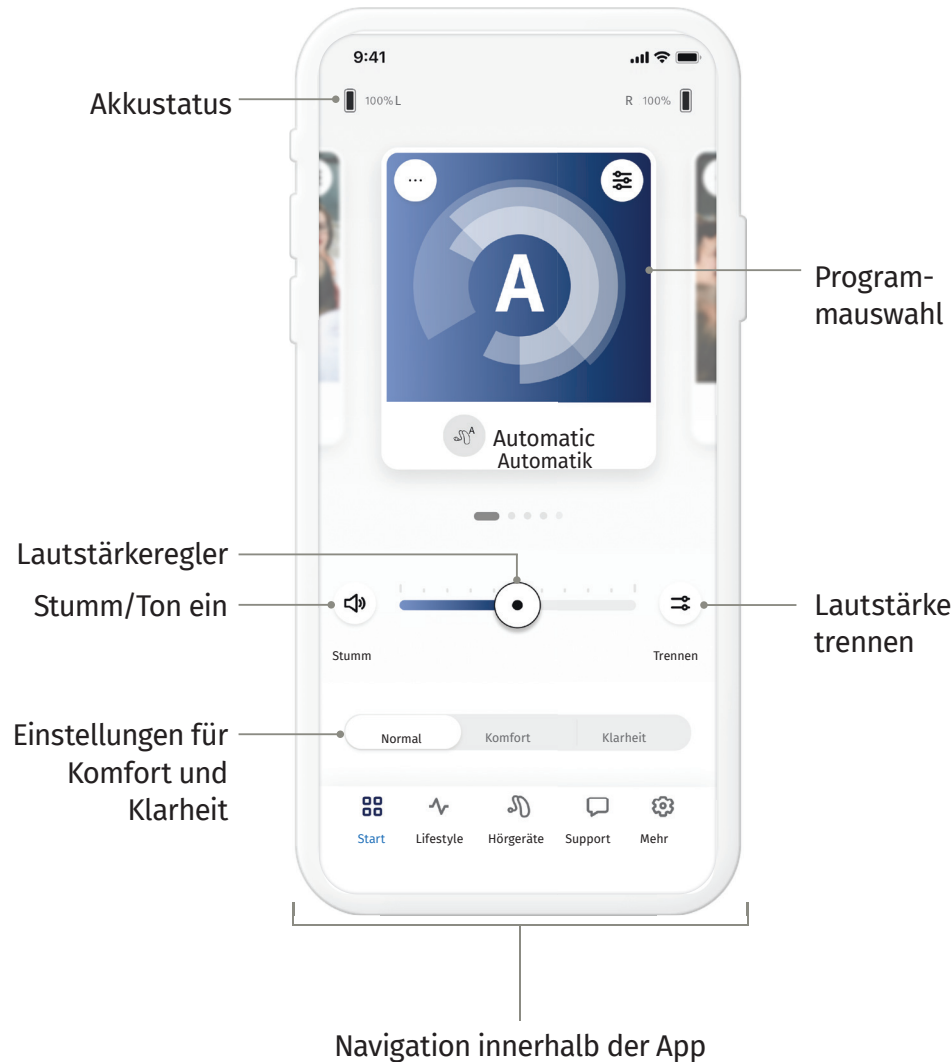 9:41
Akkustatus
100% L
R 100%
...
A
Program-
mauswahl
A
Automatic
Automatik
Lautstärkeregler
Stumm/Ton ein
Lautstärke
trennen
Stumm
Trennen
Einstellungen für
Komfort und
Klarheit
Normal
Komfort
Klarheit
Start
Lifestyle
Hörgeräte
Support
Mehr
Navigation innerhalb der App